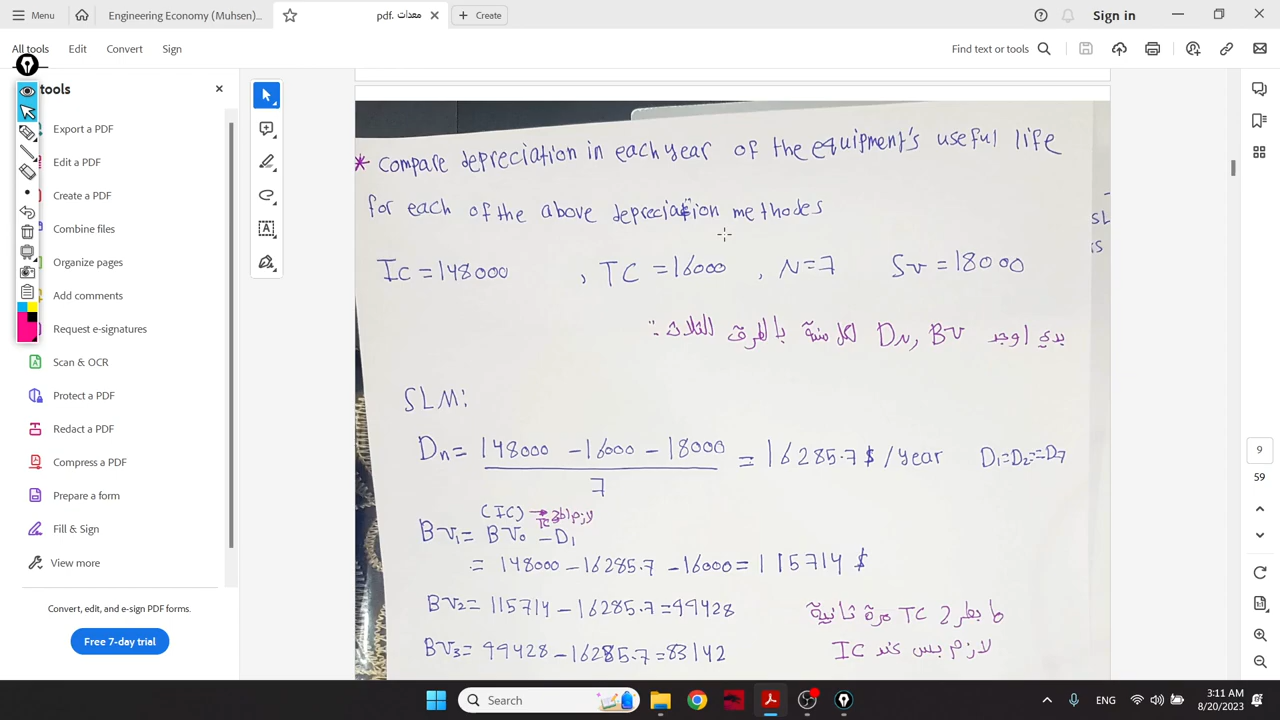 Menu
Engineering Economy (Muhsen)...
معدات .pdf
Create
Sign in
All tools
Edit
Convert
Sign
Find text or tools
tools
Export a PDF
Edit a PDF
Create a PDF
Combine files
Organize pages
Add comments
Request e-signatures
Scan & OCR
Protect a PDF
Redact a PDF
Compress a PDF
Prepare a form
Fill & Sign
View more
Convert, edit, and e-sign PDF forms.
Free 7-day trial
* Compare depreciation in each year of the equipment's useful life
for each of the above depreciation methodes
IC = 148000 , TC = 16000 , N = 7 Sv = 18000
بدي اوجد Dn, BV لكل سنة بالطرق الثلاث :
SLM:
Dn = 148000 - 16000 - 18000 = 16285.7 $ / year D1=D2=-=D7
7
(IC)
BV1 = BV0 - D1
= 148000 - 16285.7 - 16000 = 115714 $
BV2 = 115714 - 16285.7 = 99428
TC مرة ثانية
BV3 = 99428 - 16285.7 = 83142
لازم بس عند IC
9
59
Search
ENG
3:11 AM
8/20/2023